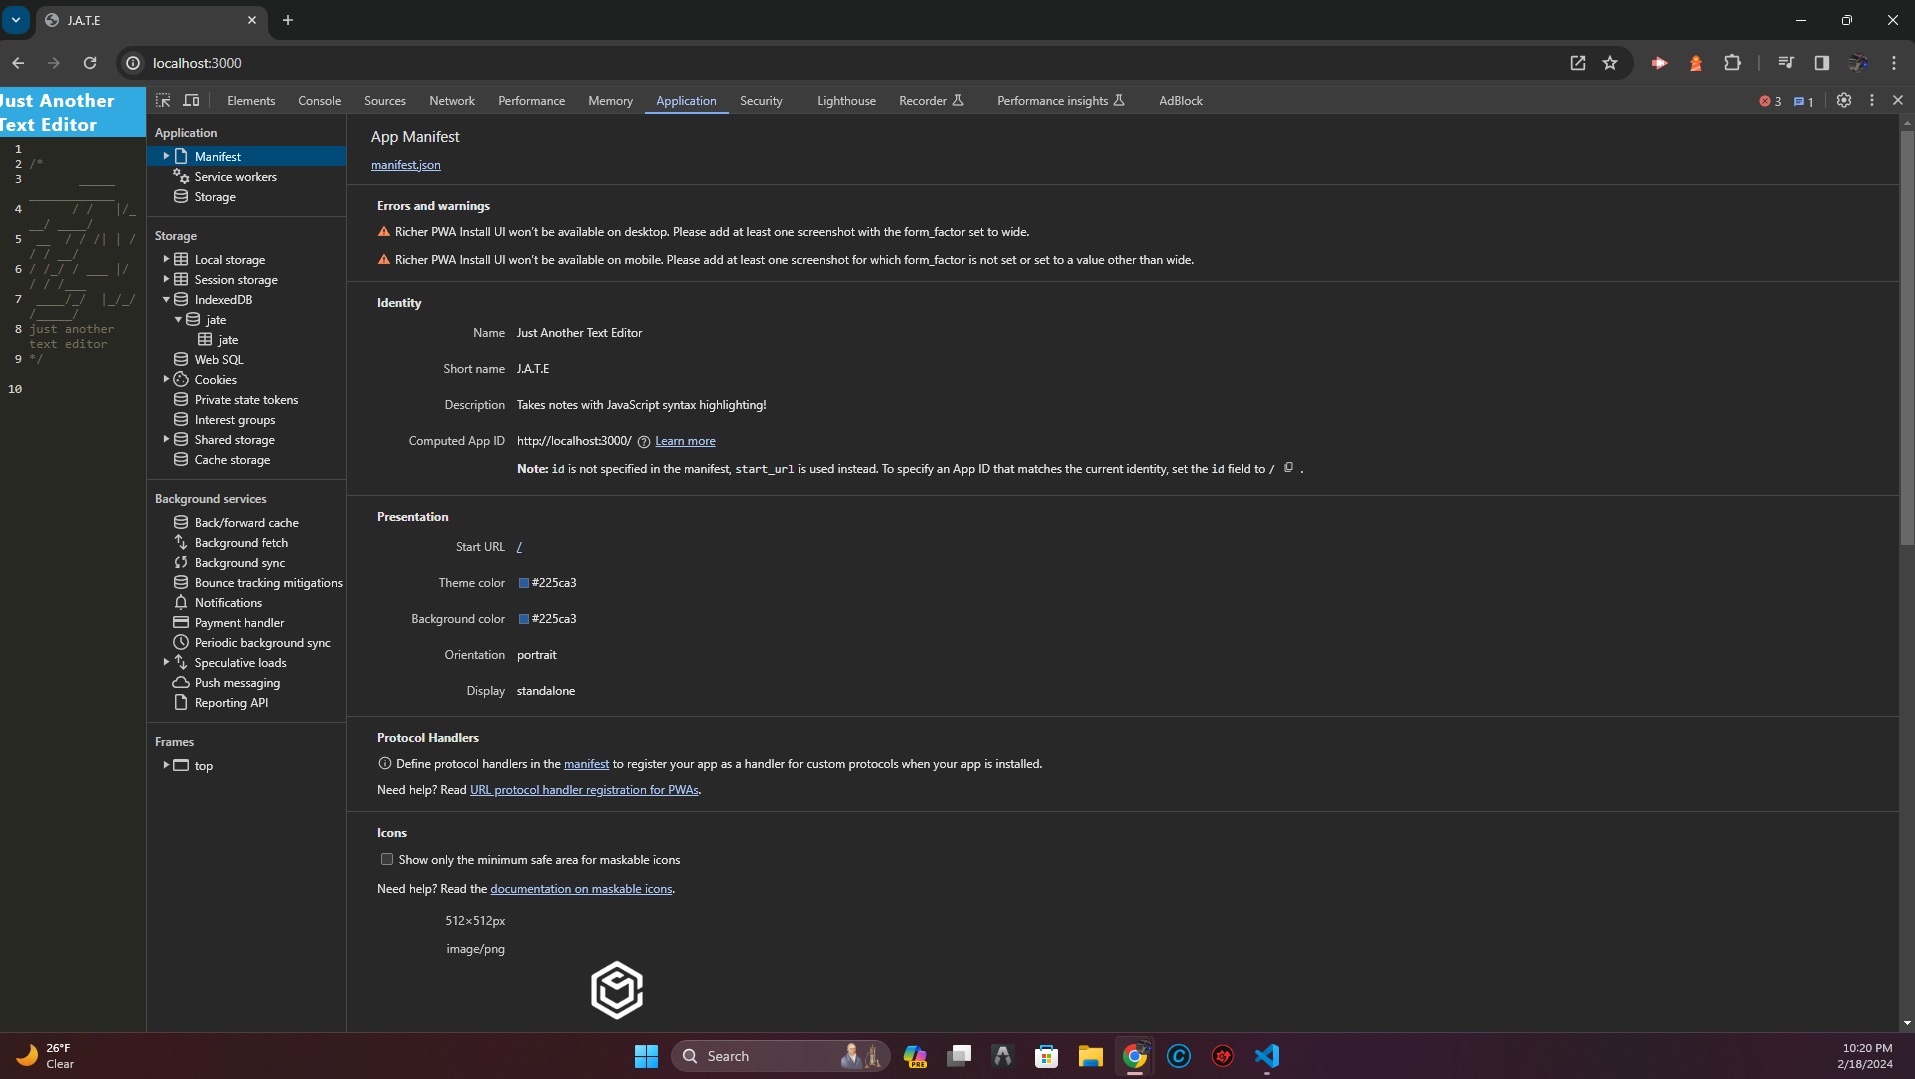 J.A.T.E
localhost:3000
Just Another
Text Editor
1
2 /*
3 _____
____________
4 / / |/_
__/ ____/
5 __ / / /| | /
/ / __/
6 / /_/ / ___ |/
/ / /___
7 ____/_/ |_/_/
/_____/
8 just another
text editor
9 */
10
Elements Console Sources Network Performance Memory Application Security Lighthouse Recorder Performance insights AdBlock 3 1
Application
Manifest
Service workers
Storage
Storage
Local storage
Session storage
IndexedDB
jate
jate
Web SQL
Cookies
Private state tokens
Interest groups
Shared storage
Cache storage
Background services
Back/forward cache
Background fetch
Background sync
Bounce tracking mitigations
Notifications
Payment handler
Periodic background sync
Speculative loads
Push messaging
Reporting API
Frames
top
App Manifest
manifest.json
Errors and warnings
Richer PWA Install UI won't be available on desktop. Please add at least one screenshot with the form_factor set to wide.
Richer PWA Install UI won't be available on mobile. Please add at least one screenshot for which form_factor is not set or set to a value other than wide.
Identity
Name Just Another Text Editor
Short name J.A.T.E
Description Takes notes with JavaScript syntax highlighting!
Computed App ID http://localhost:3000/ Learn more
Note: id is not specified in the manifest, start_url is used instead. To specify an App ID that matches the current identity, set the id field to / .
Presentation
Start URL /
Theme color #225ca3
Background color #225ca3
Orientation portrait
Display standalone
Protocol Handlers
Define protocol handlers in the manifest to register your app as a handler for custom protocols when your app is installed.
Need help? Read URL protocol handler registration for PWAs.
Icons
Show only the minimum safe area for maskable icons
Need help? Read the documentation on maskable icons.
512×512px
image/png
26°F
Clear
Search
PRE
10:20 PM
2/18/2024